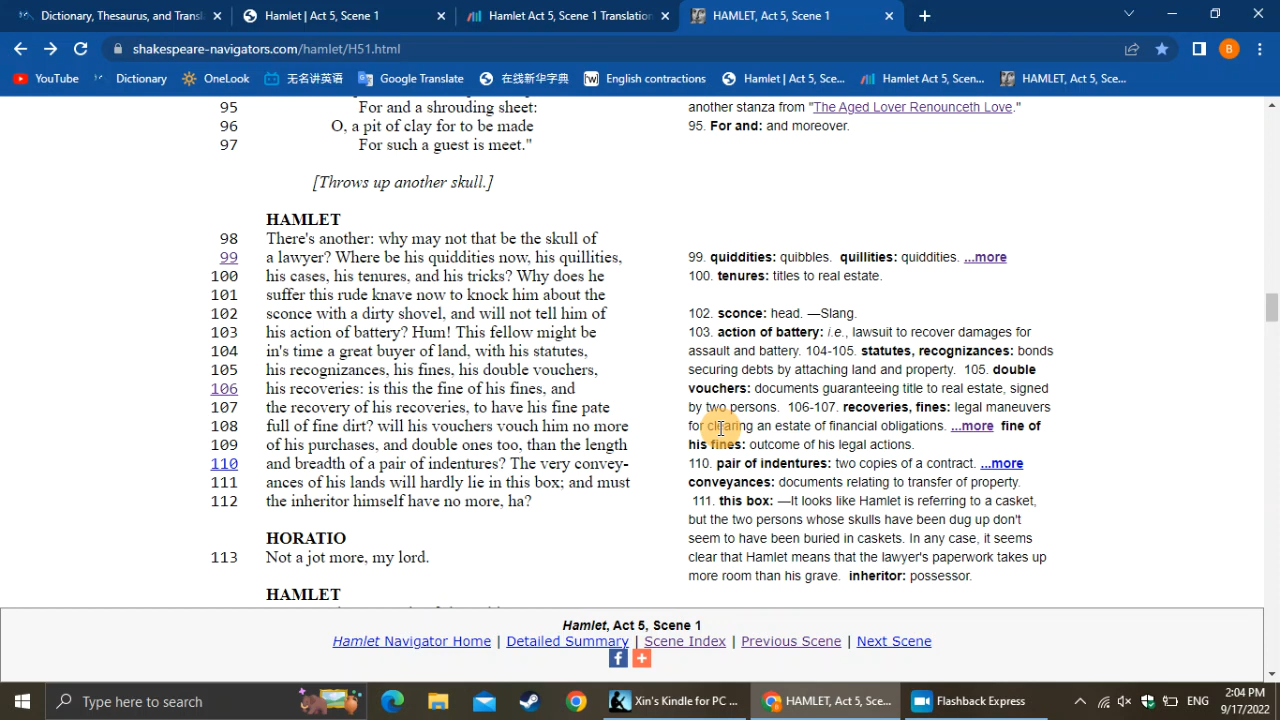 Dictionary, Thesaurus, and Transl
Hamlet | Act 5, Scene 1
Hamlet Act 5, Scene 1 Translation
HAMLET, Act 5, Scene 1
shakespeare-navigators.com/hamlet/H51.html
B
YouTube
Dictionary
OneLook
无名讲英语
Google Translate
在线新华字典
English contractions
Hamlet | Act 5, Sce...
Hamlet Act 5, Scen...
HAMLET, Act 5, Sce...
95 For and a shrouding sheet:
96 O, a pit of clay for to be made
97 For such a guest is meet."
[Throws up another skull.]
HAMLET
98 There's another: why may not that be the skull of
99 a lawyer? Where be his quiddities now, his quillities,
100 his cases, his tenures, and his tricks? Why does he
101 suffer this rude knave now to knock him about the
102 sconce with a dirty shovel, and will not tell him of
103 his action of battery? Hum! This fellow might be
104 in's time a great buyer of land, with his statutes,
105 his recognizances, his fines, his double vouchers,
106 his recoveries: is this the fine of his fines, and
107 the recovery of his recoveries, to have his fine pate
108 full of fine dirt? will his vouchers vouch him no more
109 of his purchases, and double ones too, than the length
110 and breadth of a pair of indentures? The very convey-
111 ances of his lands will hardly lie in this box; and must
112 the inheritor himself have no more, ha?
HORATIO
113 Not a jot more, my lord.
HAMLET
another stanza from "The Aged Lover Renounceth Love."
95. For and: and moreover.
99. quiddities: quibbles. quillities: quiddities. ...more
100. tenures: titles to real estate.
102. sconce: head. —Slang.
103. action of battery: i.e., lawsuit to recover damages for
assault and battery. 104-105. statutes, recognizances: bonds
securing debts by attaching land and property. 105. double
vouchers: documents guaranteeing title to real estate, signed
by two persons. 106-107. recoveries, fines: legal maneuvers
for clearing an estate of financial obligations. ...more fine of
his fines: outcome of his legal actions.
110. pair of indentures: two copies of a contract. ...more
conveyances: documents relating to transfer of property.
111. this box: —It looks like Hamlet is referring to a casket,
but the two persons whose skulls have been dug up don't
seem to have been buried in caskets. In any case, it seems
clear that Hamlet means that the lawyer's paperwork takes up
more room than his grave. inheritor: possessor.
Hamlet, Act 5, Scene 1
Hamlet Navigator Home | Detailed Summary | Scene Index | Previous Scene | Next Scene
Type here to search
Xin's Kindle for PC ...
HAMLET, Act 5, Sce...
Flashback Express
ENG
2:04 PM
9/17/2022